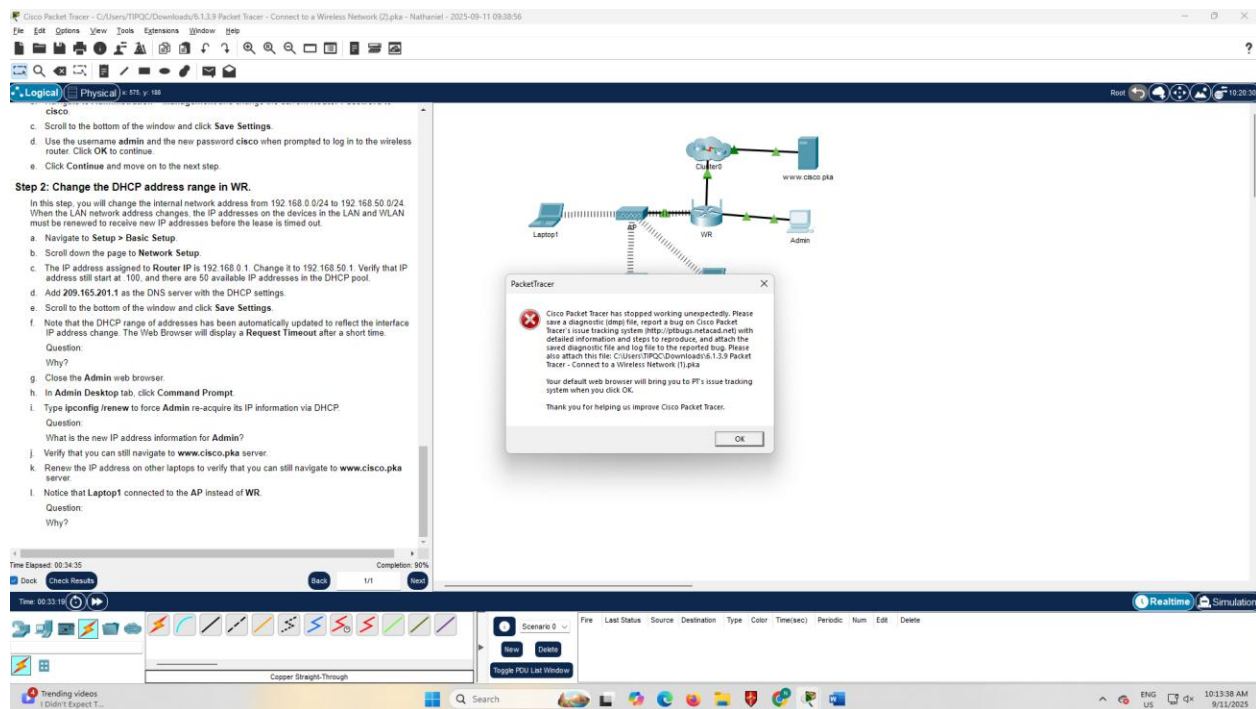 Cisco Packet Tracer - C:/Users/TIPQC/Downloads/6.1.3.9 Packet Tracer - Connect to a Wireless Network (2).pka - Nathaniel - 2025-09-11 09:38:56
File Edit Options View Tools Extensions Window Help
?
Logical Physical x: 575, y: 186
Root
10:20:30
cisco.
c. Scroll to the bottom of the window and click Save Settings.
d. Use the username admin and the new password cisco when prompted to log in to the wireless
router. Click OK to continue.
e. Click Continue and move on to the next step.
Step 2: Change the DHCP address range in WR.
In this step, you will change the internal network address from 192.168.0.0/24 to 192.168.50.0/24.
When the LAN network address changes, the IP addresses on the devices in the LAN and WLAN
must be renewed to receive new IP addresses before the lease is timed out.
a. Navigate to Setup > Basic Setup.
b. Scroll down the page to Network Setup.
c. The IP address assigned to Router IP is 192.168.0.1. Change it to 192.168.50.1. Verify that IP
address still start at .100, and there are 50 available IP addresses in the DHCP pool.
d. Add 209.165.201.1 as the DNS server with the DHCP settings.
e. Scroll to the bottom of the window and click Save Settings.
f. Note that the DHCP range of addresses has been automatically updated to reflect the interface
IP address change. The Web Browser will display a Request Timeout after a short time.
Question:
Why?
g. Close the Admin web browser.
h. In Admin Desktop tab, click Command Prompt.
i. Type ipconfig /renew to force Admin re-acquire its IP information via DHCP.
Question:
What is the new IP address information for Admin?
j. Verify that you can still navigate to www.cisco.pka server.
k. Renew the IP address on other laptops to verify that you can still navigate to www.cisco.pka
server.
l. Notice that Laptop1 connected to the AP instead of WR.
Question:
Why?
Time Elapsed: 00:34:35
Completion: 90%
Dock
Check Results
Back
1/1
Next
Cluster0
www.cisco.pka
Laptop1
AP
WR
Admin
PacketTracer
Cisco Packet Tracer has stopped working unexpectedly. Please
save a diagnostic (dmp) file, report a bug on Cisco Packet
Tracer's issue tracking system (http://ptbugs.netacad.net) with
detailed information and steps to reproduce, and attach the
saved diagnostic file and log file to the reported bug. Please
also attach this file: C:\Users\TIPQC\Downloads\6.1.3.9 Packet
Tracer - Connect to a Wireless Network (1).pka
Your default web browser will bring you to PT's issue tracking
system when you click OK.
Thank you for helping us improve Cisco Packet Tracer.
OK
Time: 00:33:19
Realtime
Simulation
Scenario 0
New
Delete
Toggle PDU List Window
Fire Last Status Source Destination Type Color Time(sec) Periodic Num Edit Delete
Copper Straight-Through
4
Trending videos
I Didn't Expect T...
Search
ENG
US
10:13:38 AM
9/11/2025